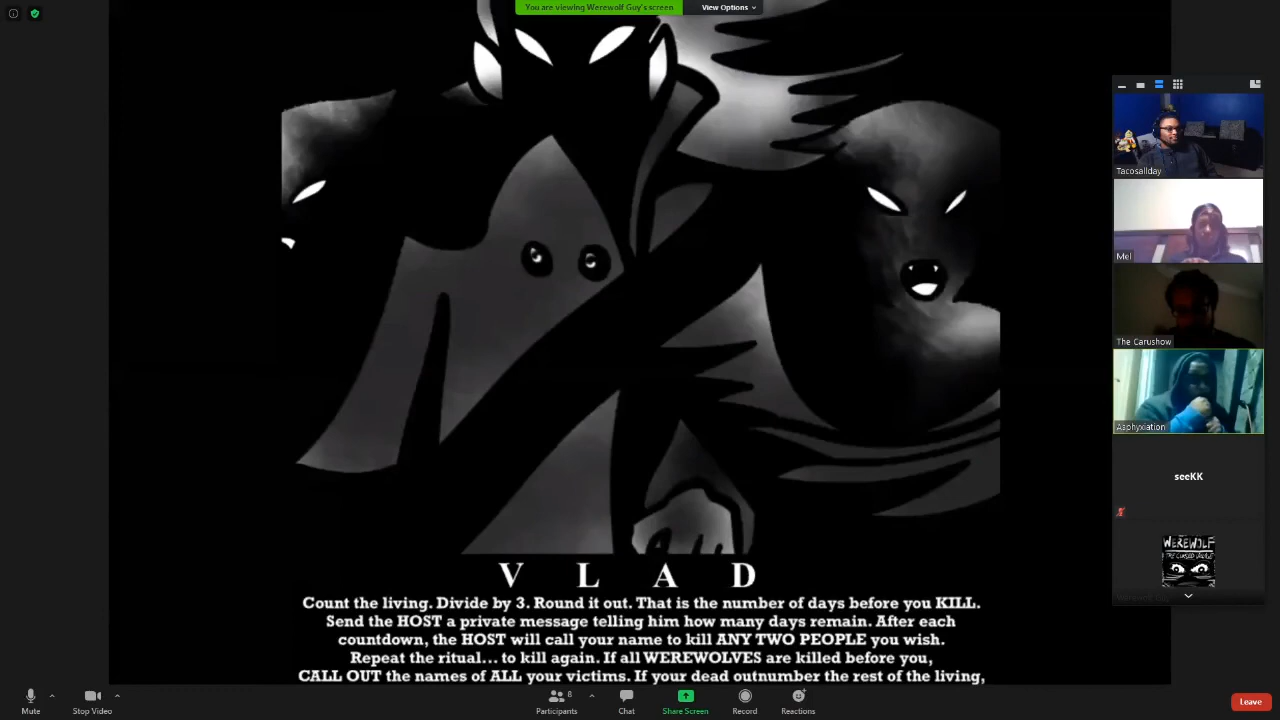 You are viewing Werewolf Guy's screen
View Options
Tacosallday
Mel
The Carushow
Asphyxiation
seeKK
WEREWOLF
THE CURSED VILLAGE
V L A D
Count the living. Divide by 3. Round it out. That is the number of days before you KILL.
Send the HOST a private message telling him how many days remain. After each
countdown, the HOST will call your name to kill ANY TWO PEOPLE you wish.
Repeat the ritual... to kill again. If all WEREWOLVES are killed before you,
CALL OUT the names of ALL your victims. If your dead outnumber the rest of the living,
Mute
Stop Video
Participants
8
Chat
Share Screen
Record
Reactions
Leave